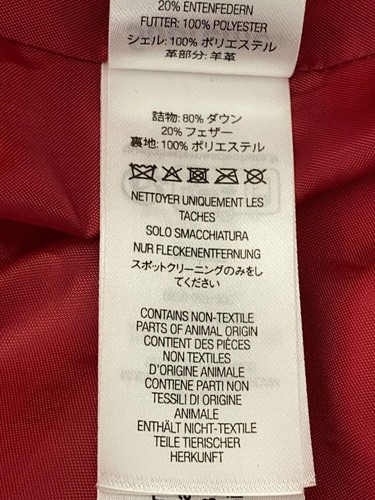 20% ENTENFEDERN
FUTTER: 100% POLYESTER
シェル: 100% ポリエステル
革部分: 羊革
詰物: 80% ダウン
20% フェザー
裏地: 100% ポリエステル
NETTOYER UNIQUEMENT LES
TACHES
SOLO SMACCHIATURA
NUR FLECKENENTFERNUNG
スポットクリーニングのみをし
てください
CONTAINS NON-TEXTILE
PARTS OF ANIMAL ORIGIN
CONTIENT DES PIÈCES
NON TEXTILES
D'ORIGINE ANIMALE
CONTIENE PARTI NON
TESSILI DI ORIGINE
ANIMALE
ENTHÄLT NICHT-TEXTILE
TEILE TIERISCHER
HERKUNFT